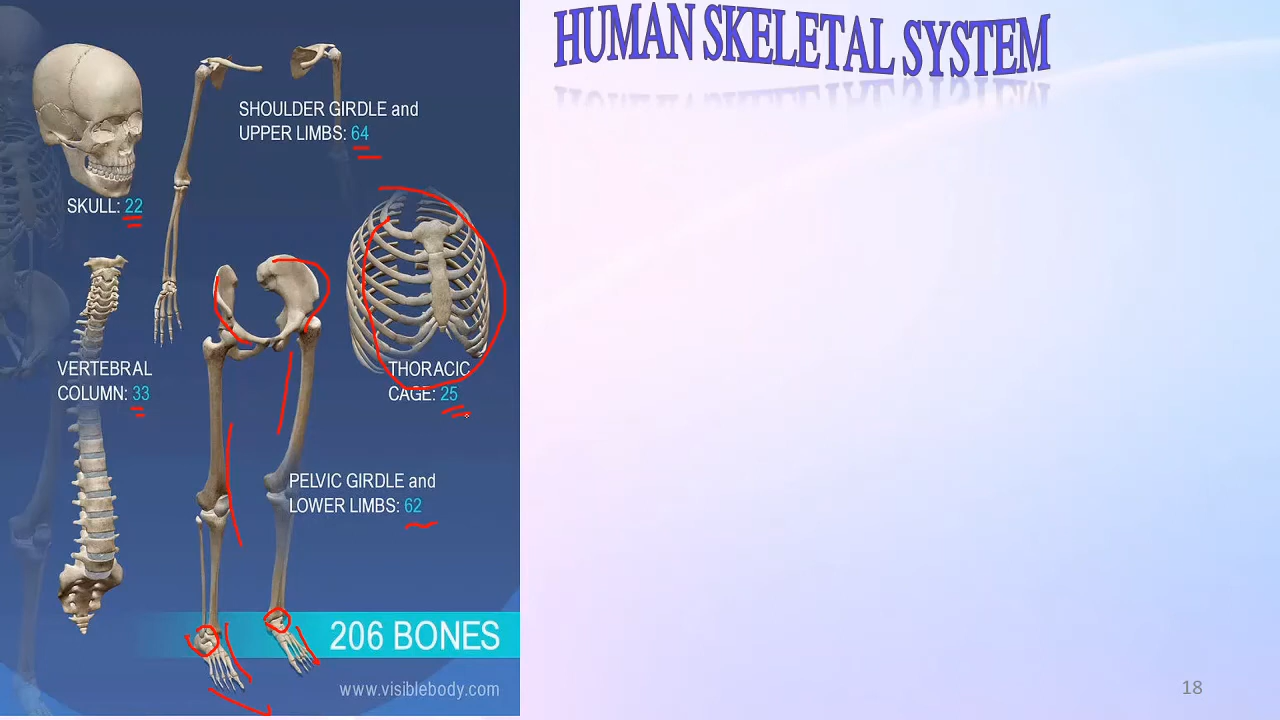 HUMAN SKELETAL SYSTEM
SHOULDER GIRDLE and
UPPER LIMBS: 64
SKULL: 22
VERTEBRAL
COLUMN: 33
THORACIC
CAGE: 25
PELVIC GIRDLE and
LOWER LIMBS: 62
206 BONES
www.visiblebody.com
18